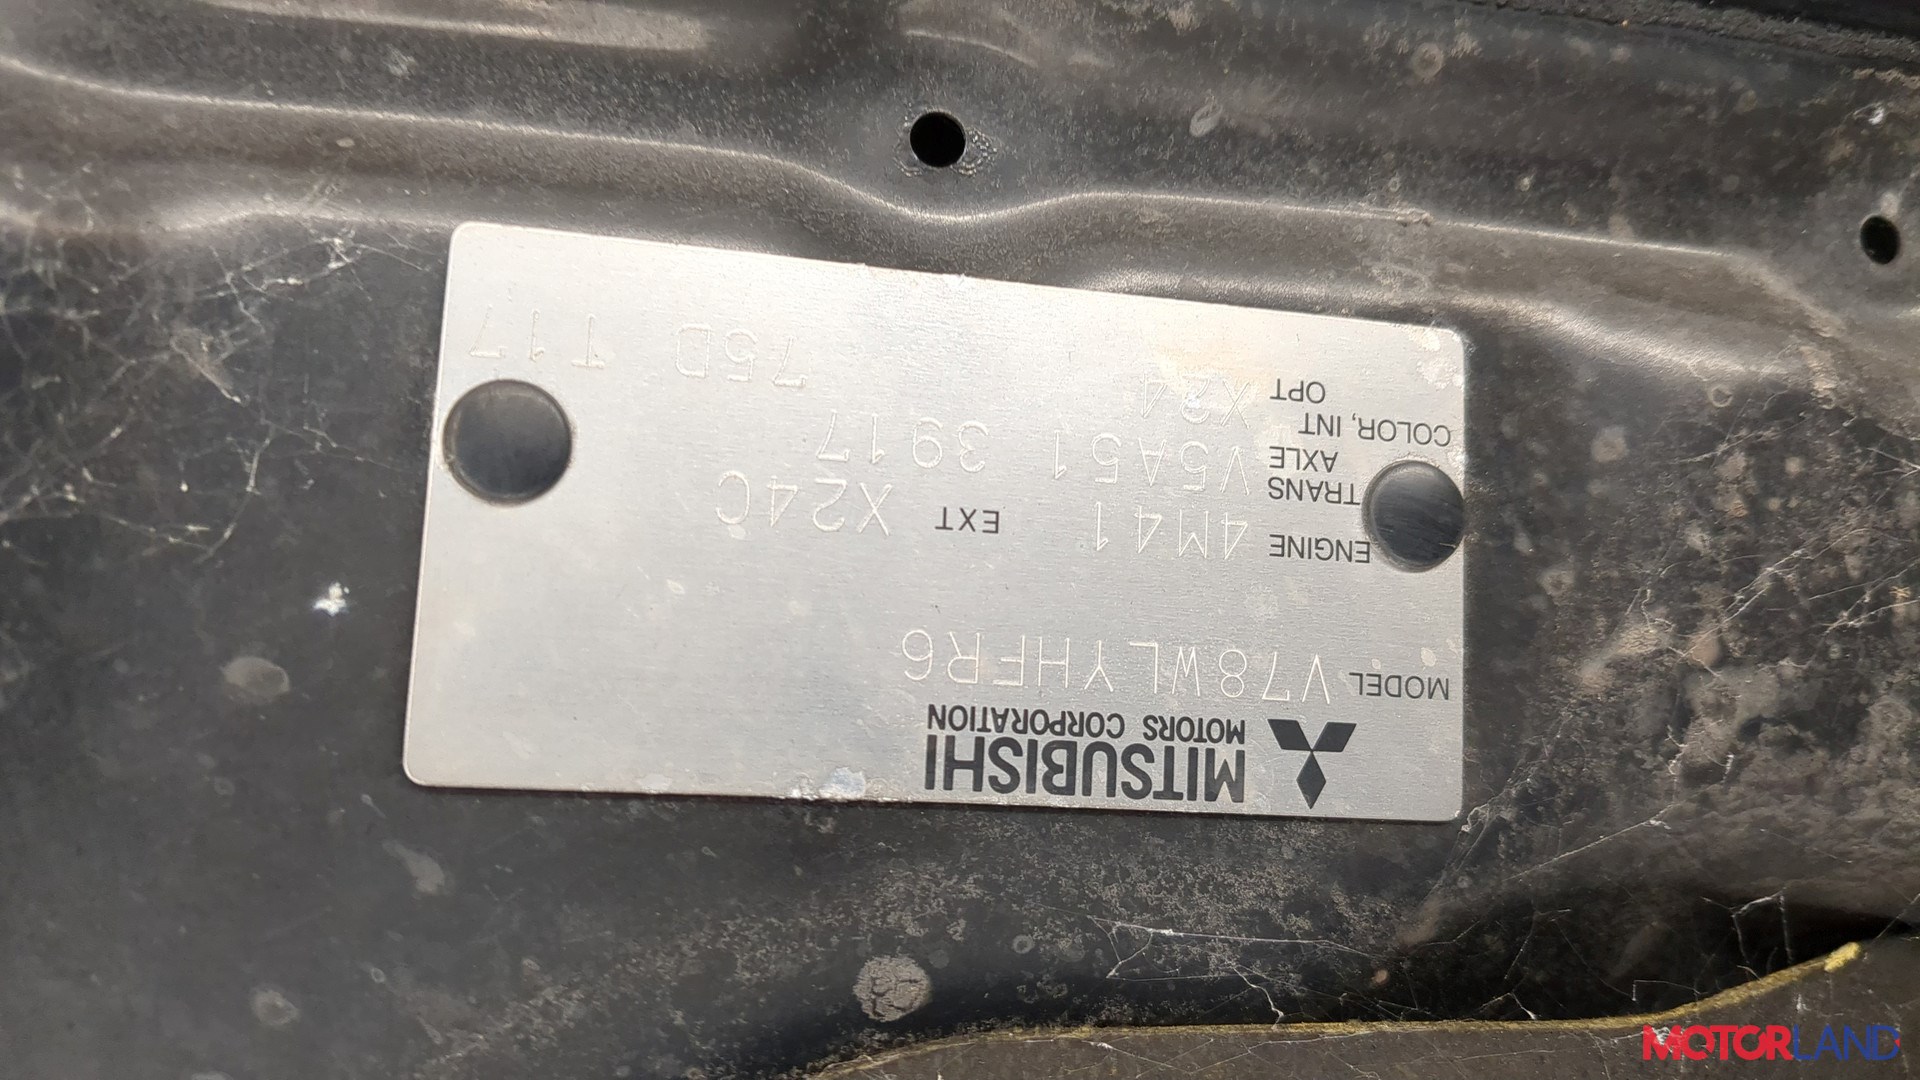 MITSUBISHI
MOTORS CORPORATION
MODEL V78WLYHFR6
ENGINE 4M41 EXT X24C
TRANS AXLE V5A51 3917
COLOR, INT OPT X24 75D T17
MOTORLAND